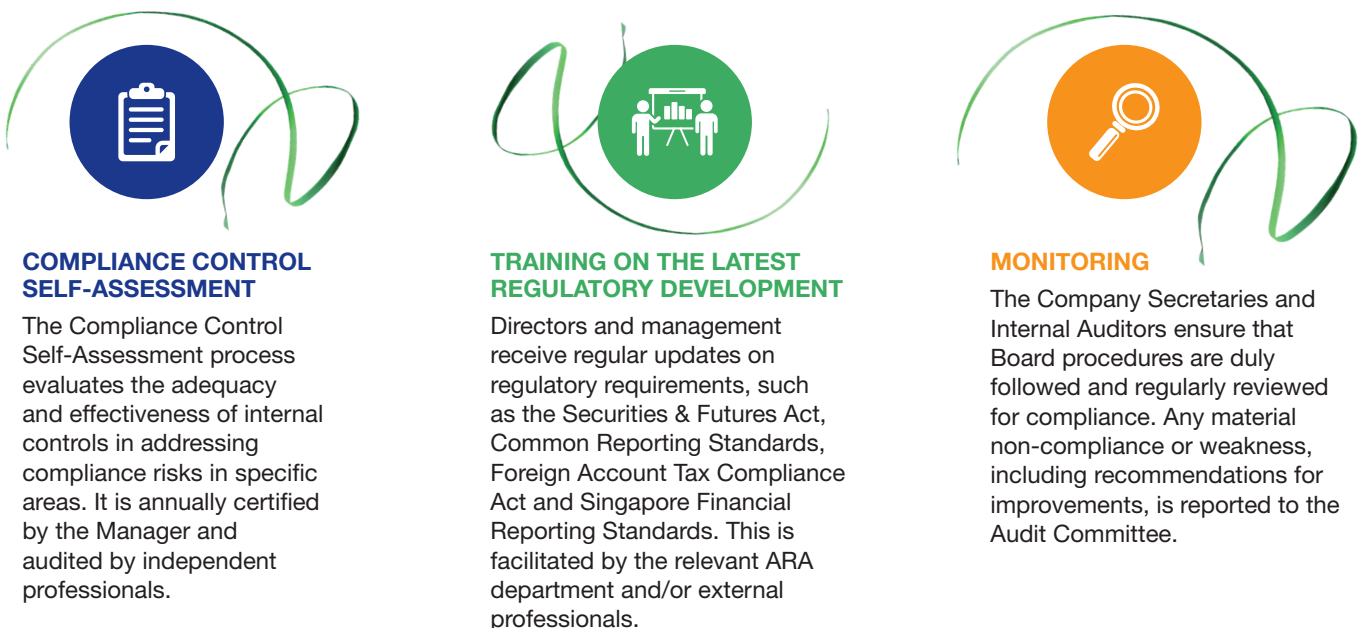 COMPLIANCE CONTROL
SELF-ASSESSMENT
The Compliance Control
Self-Assessment process
evaluates the adequacy
and effectiveness of internal
controls in addressing
compliance risks in specific
areas. It is annually certified
by the Manager and
audited by independent
professionals.
TRAINING ON THE LATEST
REGULATORY DEVELOPMENT
Directors and management
receive regular updates on
regulatory requirements, such
as the Securities & Futures Act,
Common Reporting Standards,
Foreign Account Tax Compliance
Act and Singapore Financial
Reporting Standards. This is
facilitated by the relevant ARA
department and/or external
professionals.
MONITORING
The Company Secretaries and
Internal Auditors ensure that
Board procedures are duly
followed and regularly reviewed
for compliance. Any material
non-compliance or weakness,
including recommendations for
improvements, is reported to the
Audit Committee.